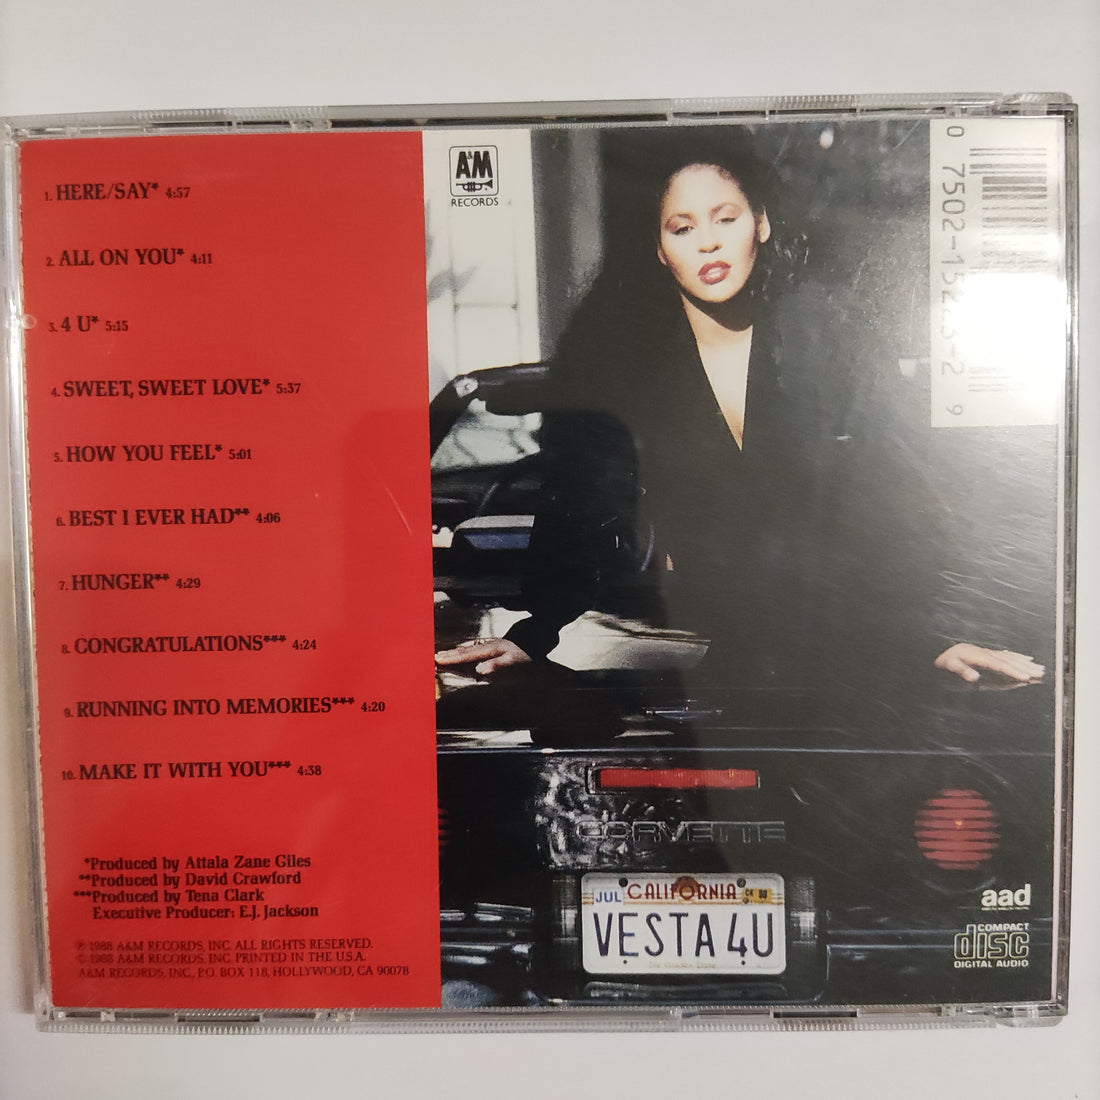 1. HERE/SAY* 4:57
2. ALL ON YOU* 4:11
3. 4 U* 5:15
4. SWEET, SWEET LOVE* 5:37
5. HOW YOU FEEL* 5:01
6. BEST I EVER HAD** 4:06
7. HUNGER** 4:29
8. CONGRATULATIONS*** 4:24
9. RUNNING INTO MEMORIES*** 4:20
10. MAKE IT WITH YOU*** 4:38
*Produced by Attala Zane Giles
**Produced by David Crawford
***Produced by Tena Clark
Executive Producer: E.J. Jackson
℗ 1988 A&M RECORDS, INC ALL RIGHTS RESERVED.
© 1988 A&M RECORDS, INC PRINTED IN THE U.S.A.
A&M RECORDS, INC., P.O. BOX 118, HOLLYWOOD, CA 90078
A&M
RECORDS
CORVETTE
JUL CALIFORNIA
VESTA 4U
aad
COMPACT
disc
DIGITAL AUDIO